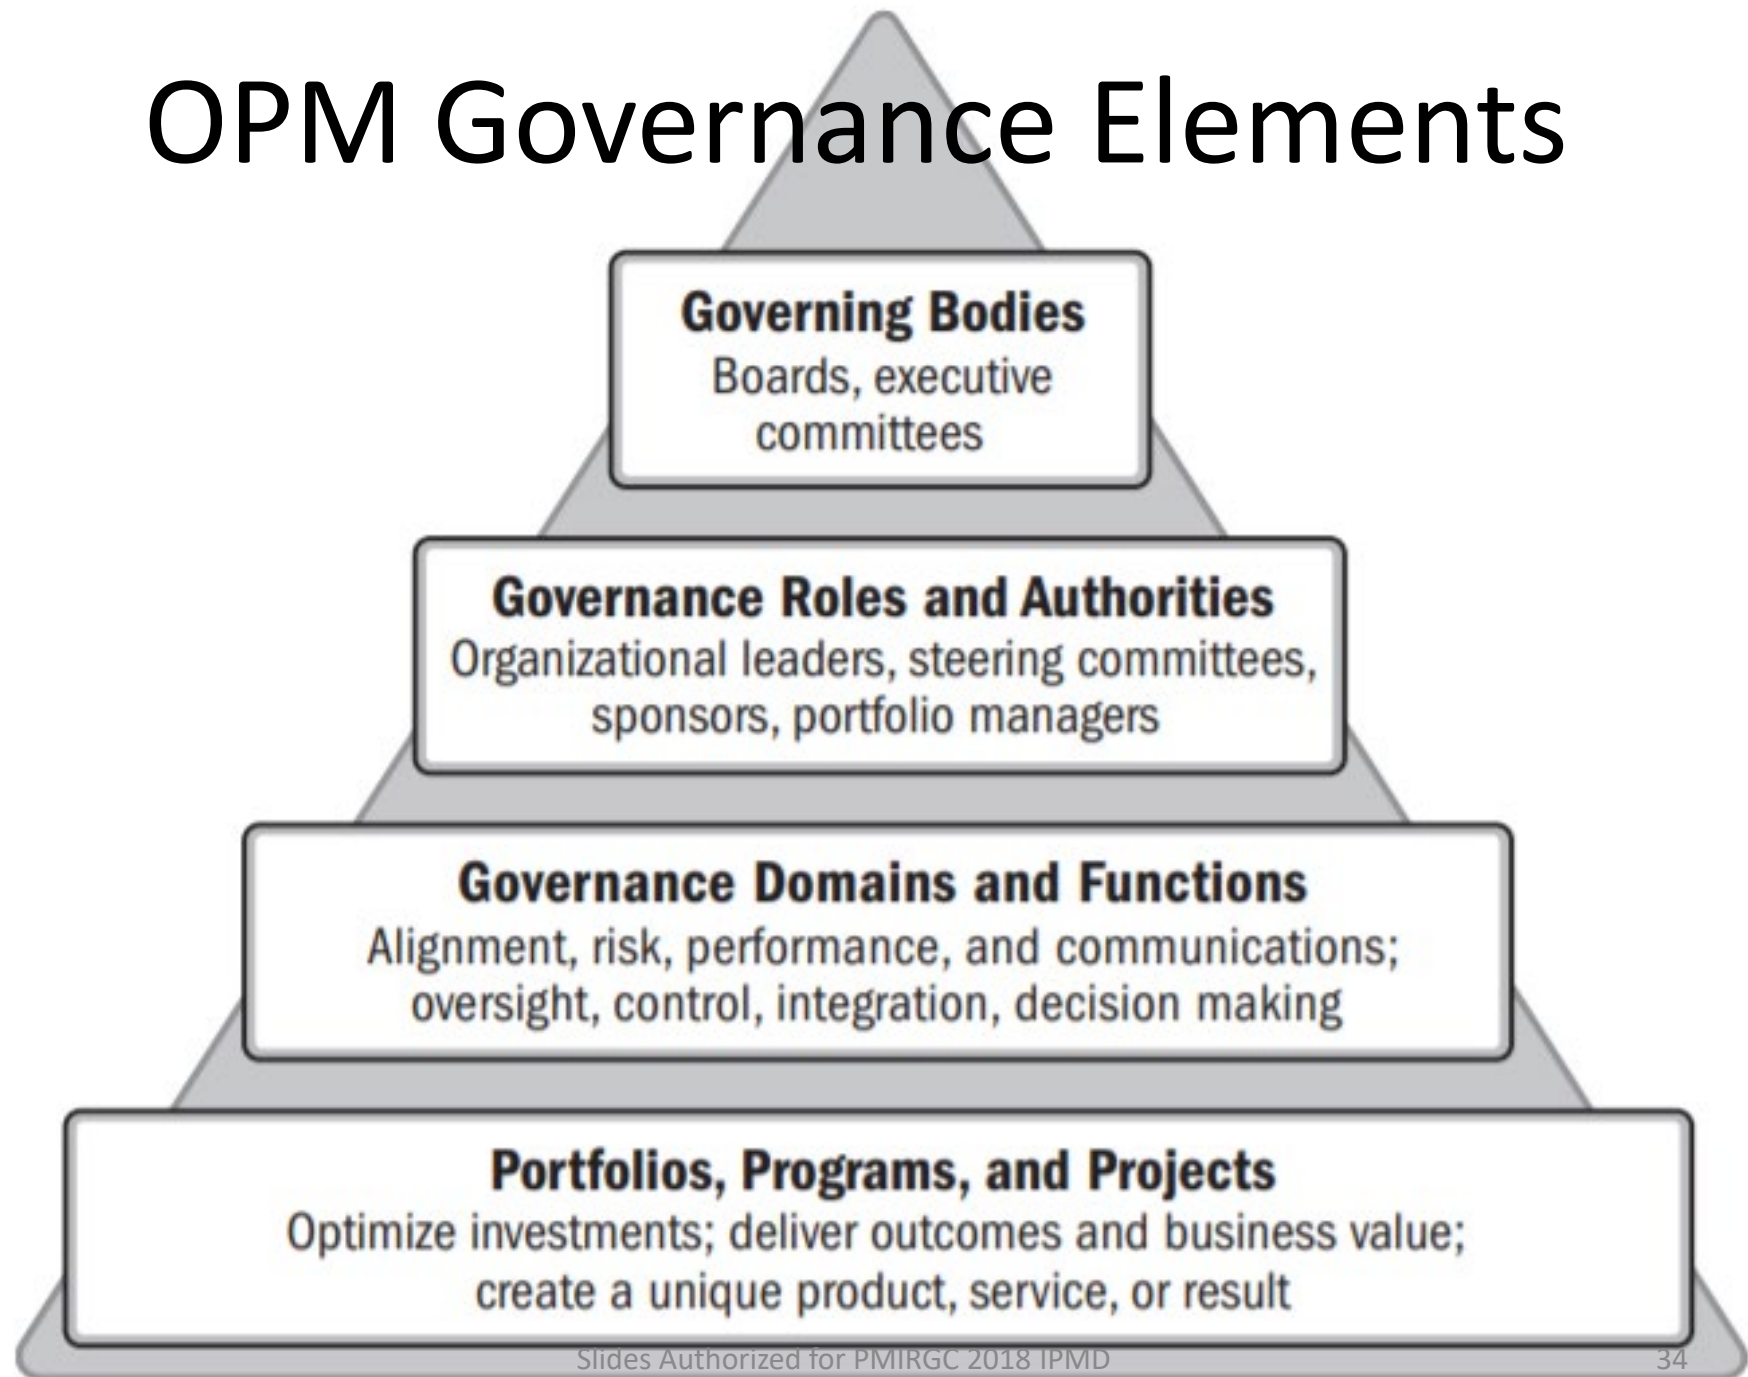 OPM Governance Elements
Governing Bodies
Boards, executive
committees
Governance Roles and Authorities
Organizational leaders, steering committees,
sponsors, portfolio managers
Governance Domains and Functions
Alignment, risk, performance, and communications;
oversight, control, integration, decision making
Portfolios, Programs, and Projects
Optimize investments; deliver outcomes and business value;
create a unique product, service, or result
Slides Authorized for PMIRGC 2018 IPMD
34